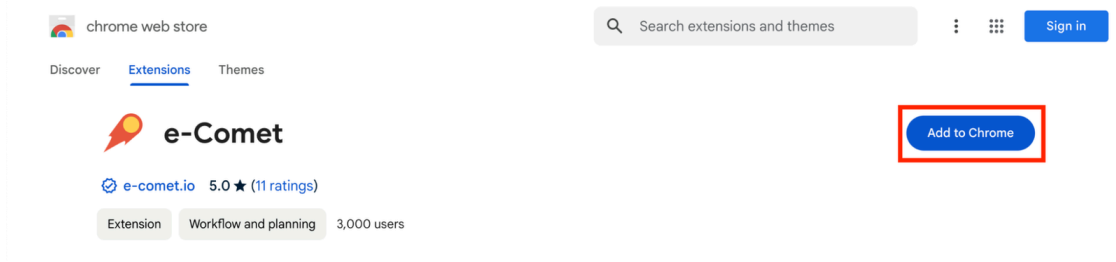 chrome web store
Search extensions and themes
Sign in
Discover Extensions Themes
e-Comet
Add to Chrome
e-comet.io 5.0 ★ (11 ratings)
Extension Workflow and planning 3,000 users